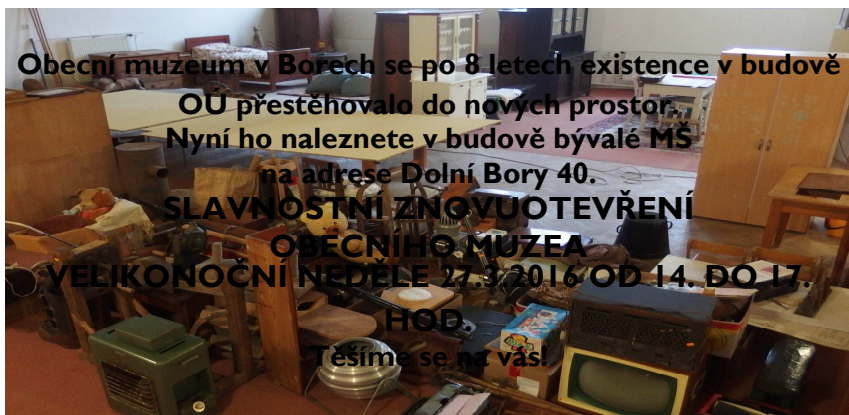 Obecní muzeum v Borech se po 8 letech existence v budově
OÚ přestěhovalo do nových prostor.
Nyní ho naleznete v budově bývalé MŠ
na adrese Dolní Bory 40.
SLAVNOSTNÍ ZNOVUOTEVŘENÍ
OBECNÍHO MUZEA
VELIKONOČNÍ NEDĚLE 27.3.2016 OD 14. DO 17.
HOD.
Těšíme se na vás!